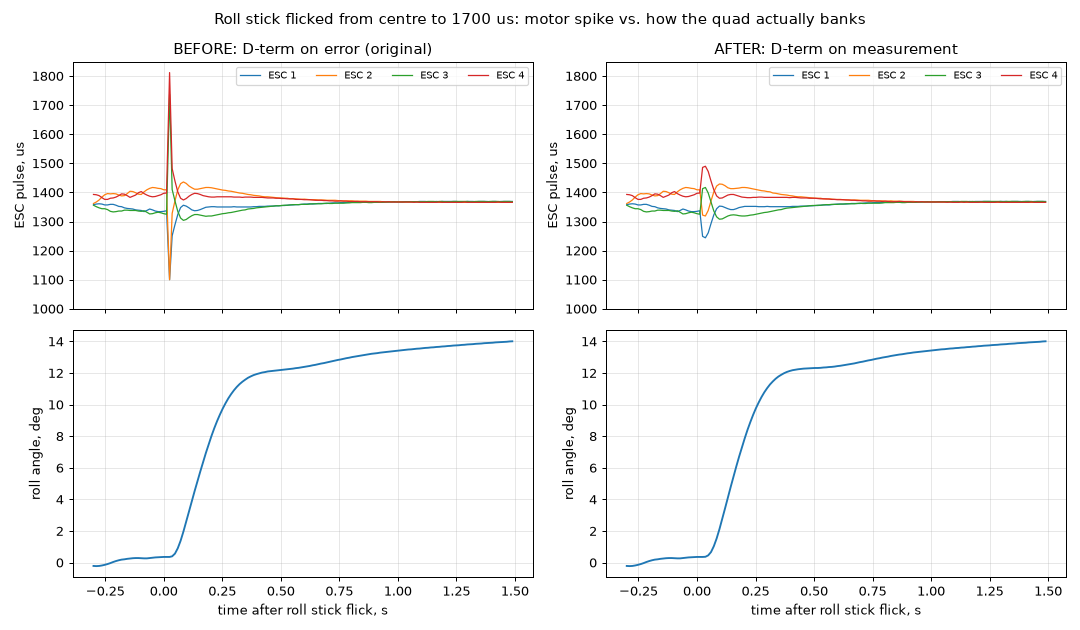 Roll stick flicked from centre to 1700 us: motor spike vs. how the quad actually banks
BEFORE: D-term on error (original)
ESC 1 ESC 2 ESC 3 ESC 4
1800
1700
1600
1500
1400
1300
1200
1100
1000
ESC pulse, us
AFTER: D-term on measurement
ESC 1 ESC 2 ESC 3 ESC 4
1800
1700
1600
1500
1400
1300
1200
1100
1000
ESC pulse, us
14
12
10
8
6
4
2
0
roll angle, deg
−0.25 0.00 0.25 0.50 0.75 1.00 1.25 1.50
time after roll stick flick, s
14
12
10
8
6
4
2
0
roll angle, deg
−0.25 0.00 0.25 0.50 0.75 1.00 1.25 1.50
time after roll stick flick, s